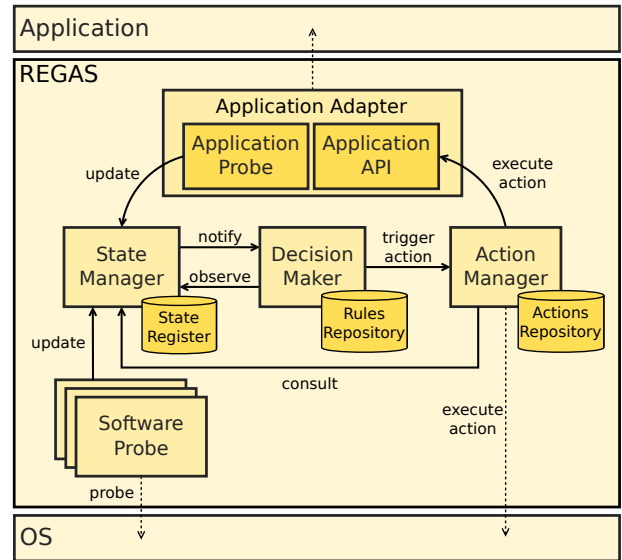 Application
REGAS
Application Adapter
Application
Probe
Application
API
update
execute
action
State
Manager
notify
observe
Decision
Maker
trigger
action
Action
Manager
State
Register
Rules
Repository
Actions
Repository
update
consult
Software
Probe
execute
action
probe
OS